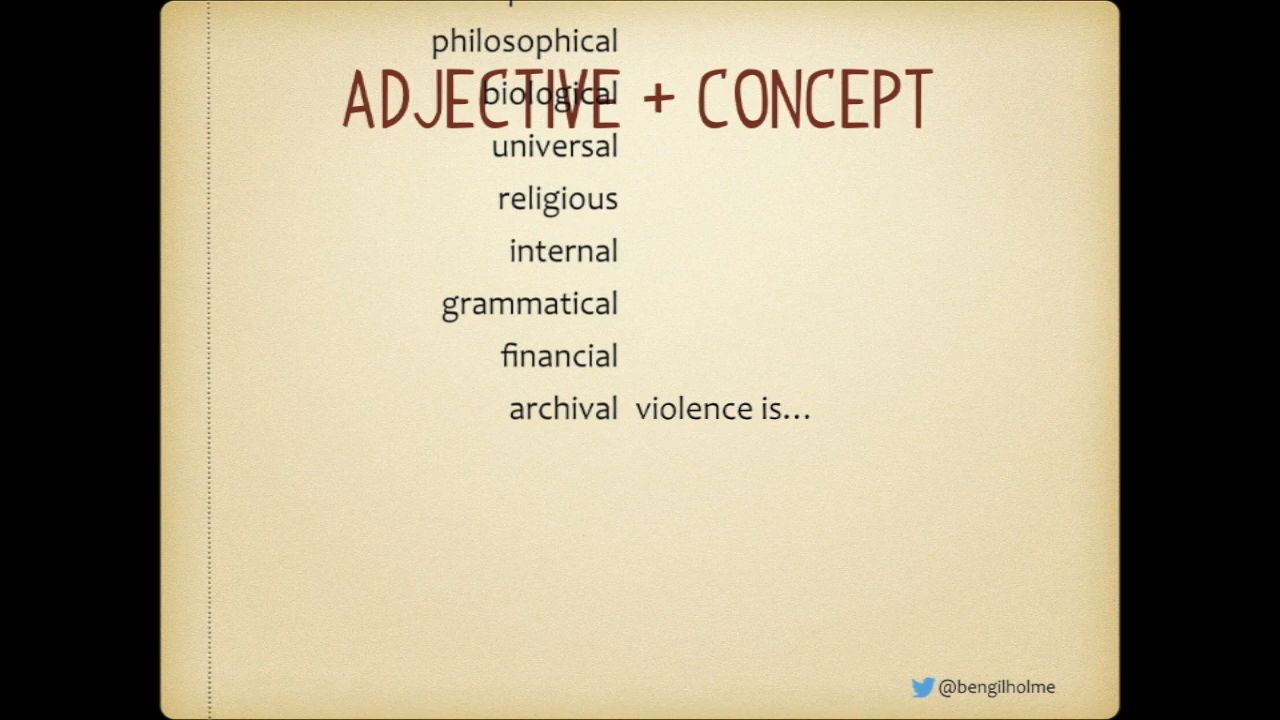 philosophical
ADJECTIVE + CONCEPT
biological
universal
religious
internal
grammatical
financial
archival violence is...
@bengilholme